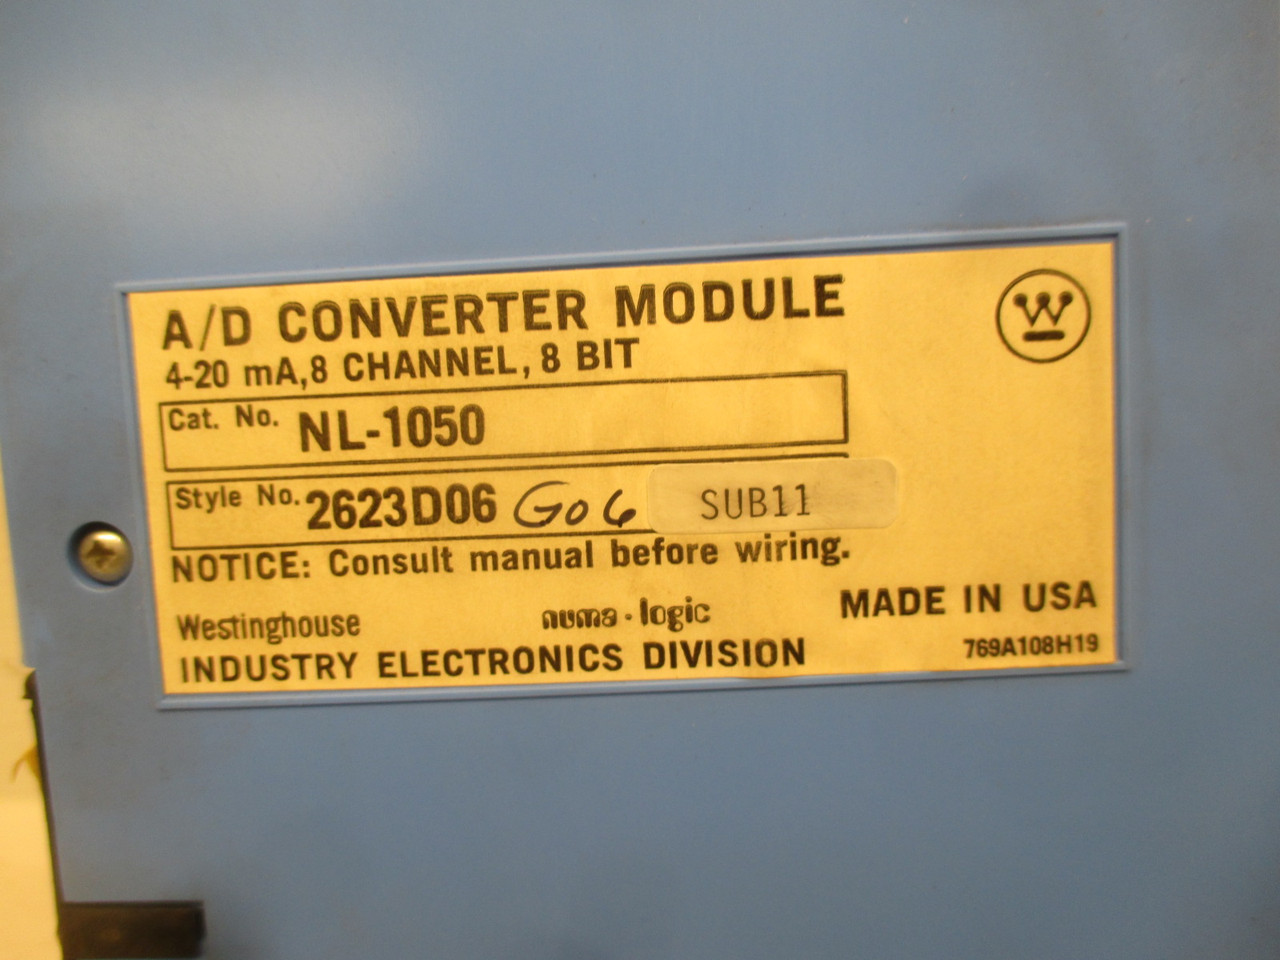 A/D CONVERTER MODULE
4-20 mA,8 CHANNEL, 8 BIT
Cat. No. NL-1050
Style No. 2623D06 G06 SUB11
NOTICE: Consult manual before wiring.
Westinghouse numa·logic MADE IN USA
INDUSTRY ELECTRONICS DIVISION 769A108H19
W